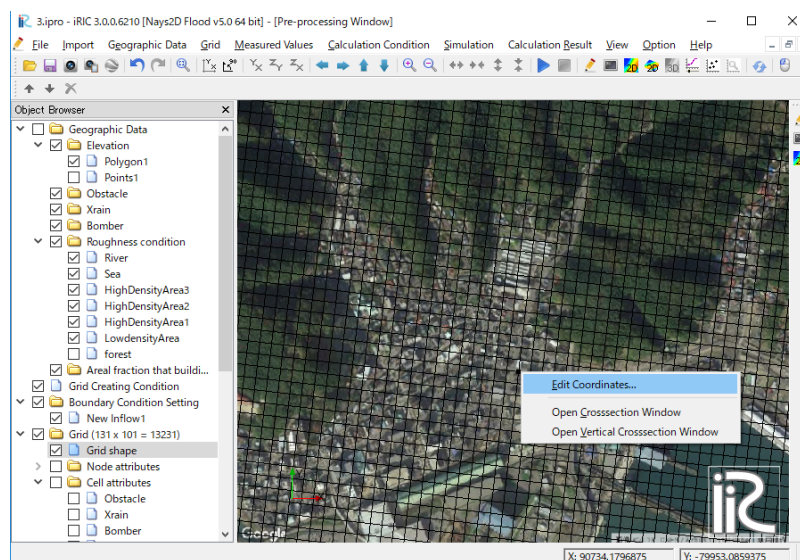 3.ipro - iRIC 3.0.0.6210 [Nays2D Flood v5.0 64 bit] - [Pre-processing Window]
File Import Geographic Data Grid Measured Values Calculation Condition Simulation Calculation Result View Option Help
Object Browser
Geographic Data
Elevation
Polygon1
Points1
Obstacle
Xrain
Bomber
Roughness condition
River
Sea
HighDensityArea3
HighDensityArea2
HighDensityArea1
LowdensityArea
forest
Areal fraction that buildi...
Grid Creating Condition
Boundary Condition Setting
New Inflow1
Grid (131 x 101 = 13231)
Grid shape
Node attributes
Cell attributes
Obstacle
Xrain
Bomber
Edit Coordinates...
Open Crosssection Window
Open Vertical Crosssection Window
Google
iRIC
X: 90734.1796875 Y: -79953.0859375